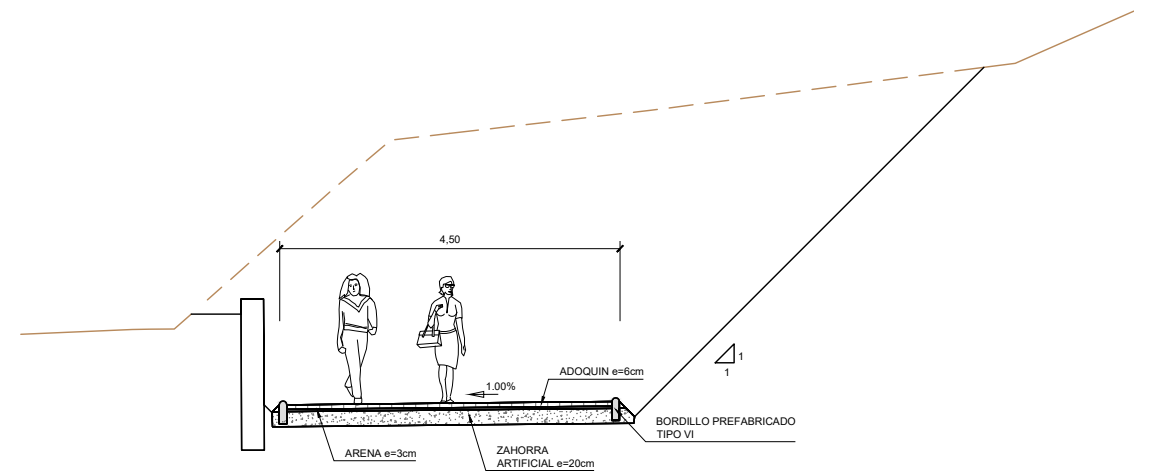 4,50
1
1
ADOQUIN e=6cm
1.00%
BORDILLO PREFABRICADO
TIPO VI
ARENA e=3cm
ZAHORRA
ARTIFICIAL e=20cm